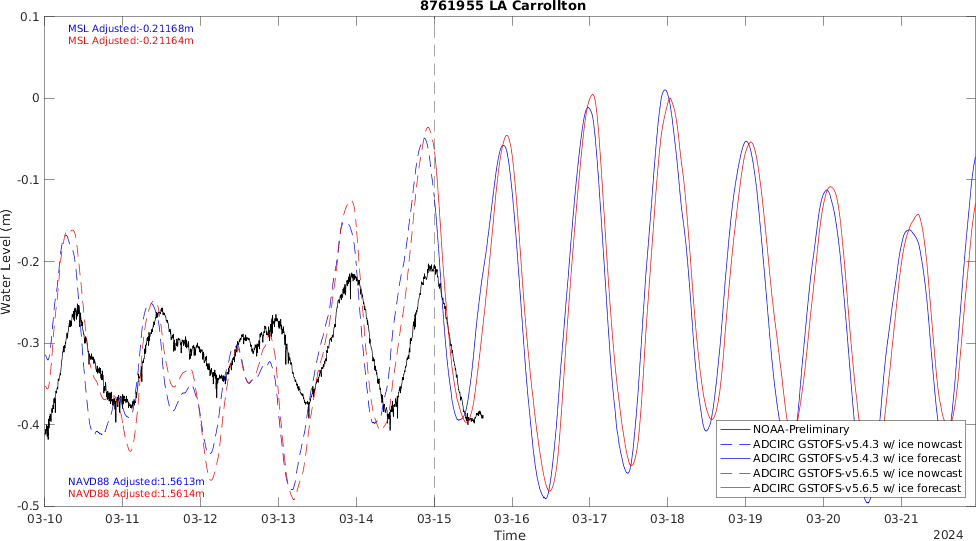 8761955 LA Carrollton
MSL Adjusted:-0.21168m
MSL Adjusted:-0.21164m
0.1
0
-0.1
-0.2
-0.3
-0.4
-0.5
Water Level (m)
NAVD88 Adjusted:1.5613m
NAVD88 Adjusted:1.5614m
NOAA-Preliminary
ADCIRC GSTOFS-v5.4.3 w/ ice nowcast
ADCIRC GSTOFS-v5.4.3 w/ ice forecast
ADCIRC GSTOFS-v5.6.5 w/ ice nowcast
ADCIRC GSTOFS-v5.6.5 w/ ice forecast
03-10 03-11 03-12 03-13 03-14 03-15 03-16 03-17 03-18 03-19 03-20 03-21
Time
2024